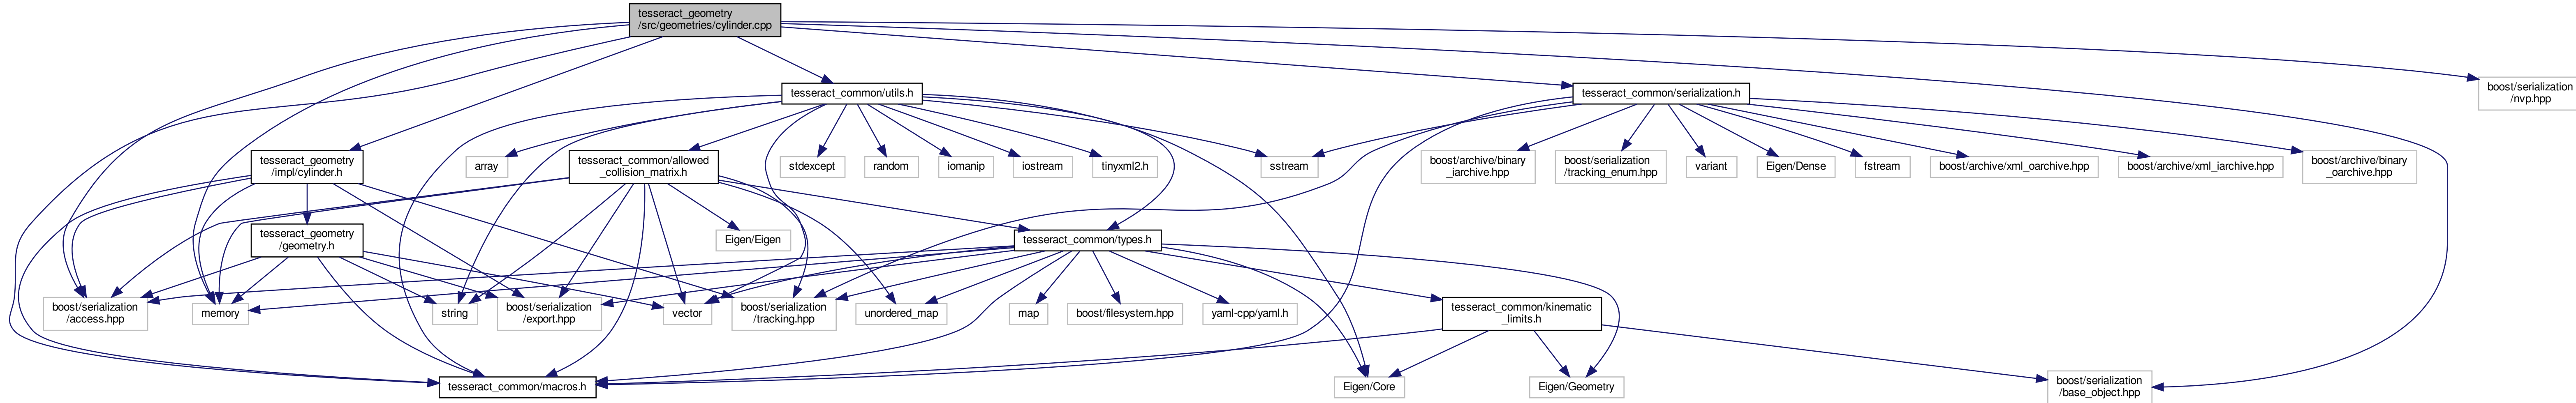 tesseract_geometry
/src/geometries/cylinder.cpp
boost/serialization
/nvp.hpp
tesseract_common/utils.h
tesseract_common/serialization.h
tesseract_geometry
/impl/cylinder.h
array
tesseract_common/allowed
_collision_matrix.h
stdexcept
random
iomanip
iostream
tinyxml2.h
sstream
boost/archive/binary
_iarchive.hpp
boost/serialization
/tracking_enum.hpp
variant
Eigen/Dense
fstream
boost/archive/xml_oarchive.hpp
boost/archive/xml_iarchive.hpp
boost/archive/binary
_oarchive.hpp
tesseract_geometry
/geometry.h
Eigen/Eigen
tesseract_common/types.h
boost/serialization
/access.hpp
memory
string
boost/serialization
/export.hpp
vector
boost/serialization
/tracking.hpp
unordered_map
map
boost/filesystem.hpp
yaml-cpp/yaml.h
tesseract_common/kinematic
_limits.h
tesseract_common/macros.h
Eigen/Core
Eigen/Geometry
boost/serialization
/base_object.hpp